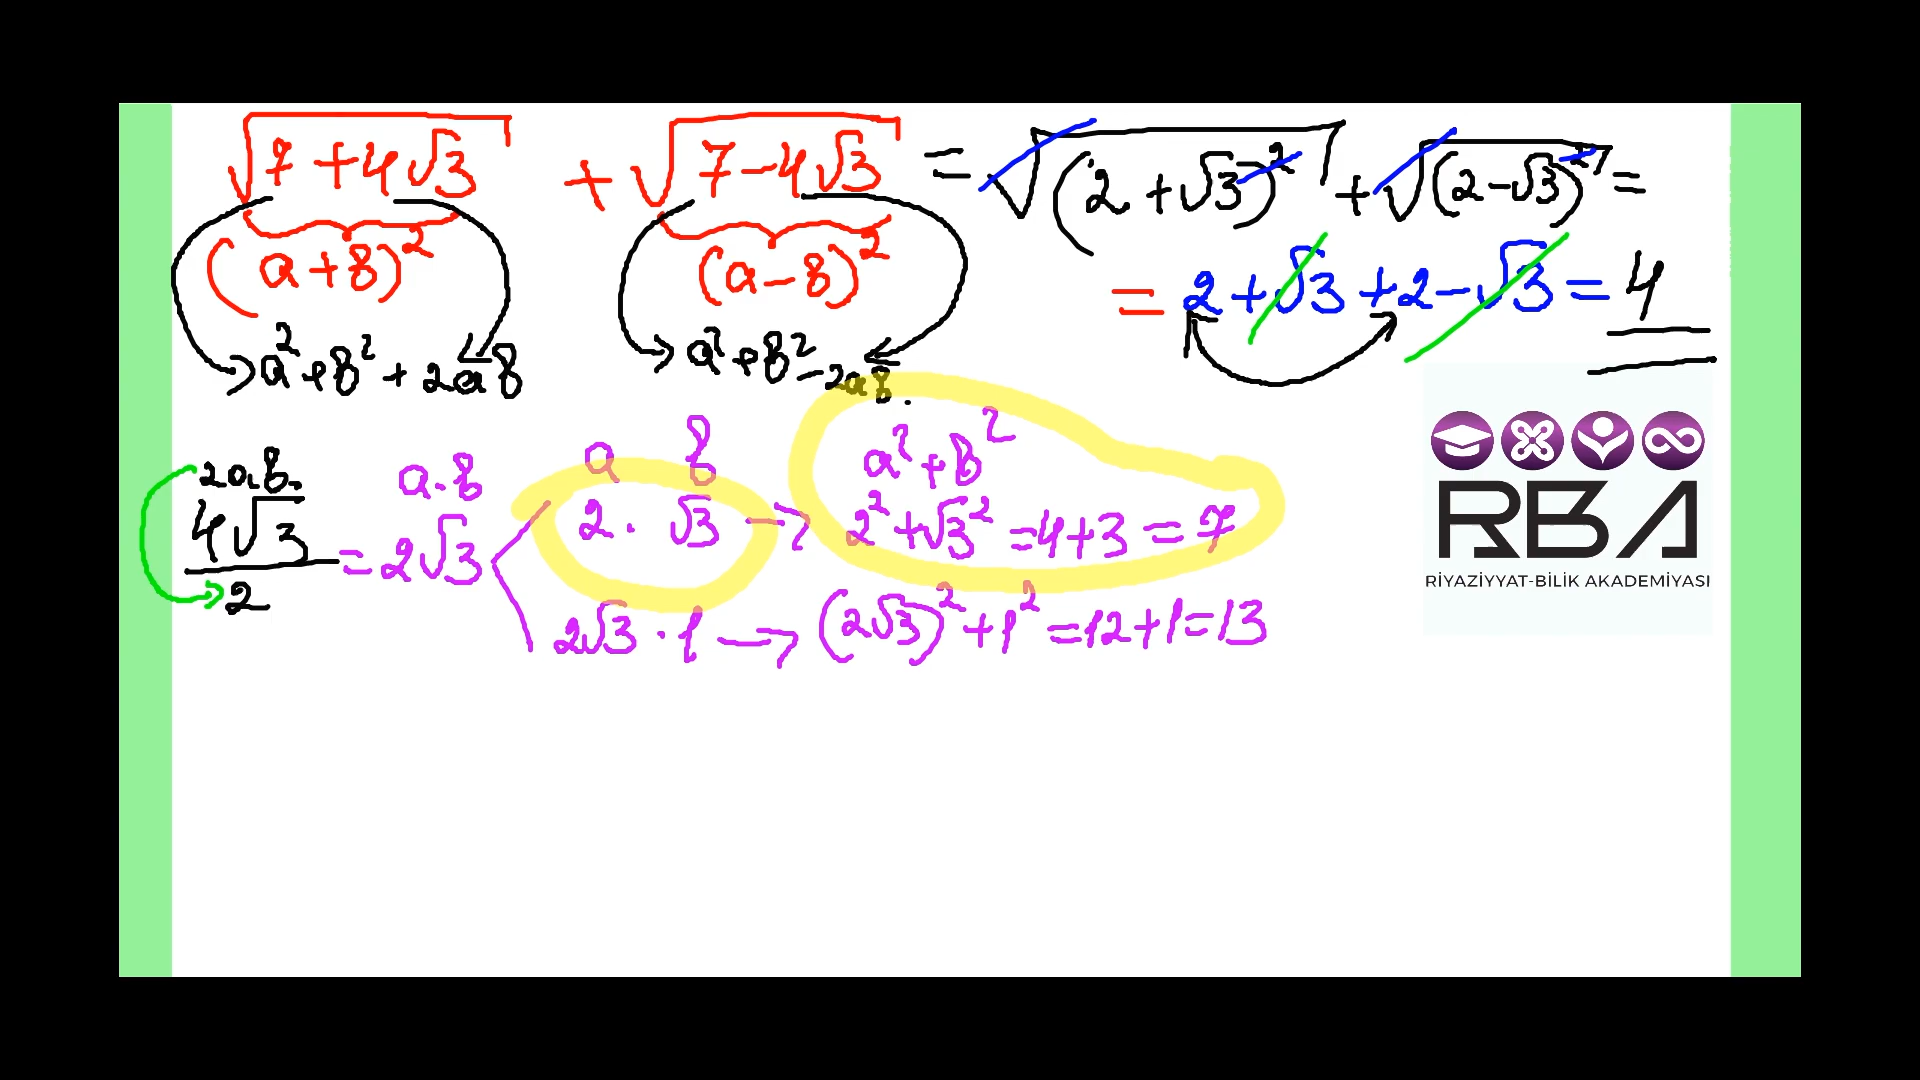 √(7+4√3) + √(7-4√3) = √((2+√3)²) + √((2-√3)²) =
(a+b)² (a-b)² = 2+√3+2-√3 = 4
a²+b²+2ab a²+b²-2ab.
2a.b. a.b a b a²+b²
4√3/2 = 2√3 2.√3 → 2²+√3² = 4+3 = 7
2√3.1 → (2√3)²+1² = 12+1 = 13
RBA
RİYAZİYYAT-BİLİK AKADEMİYASI